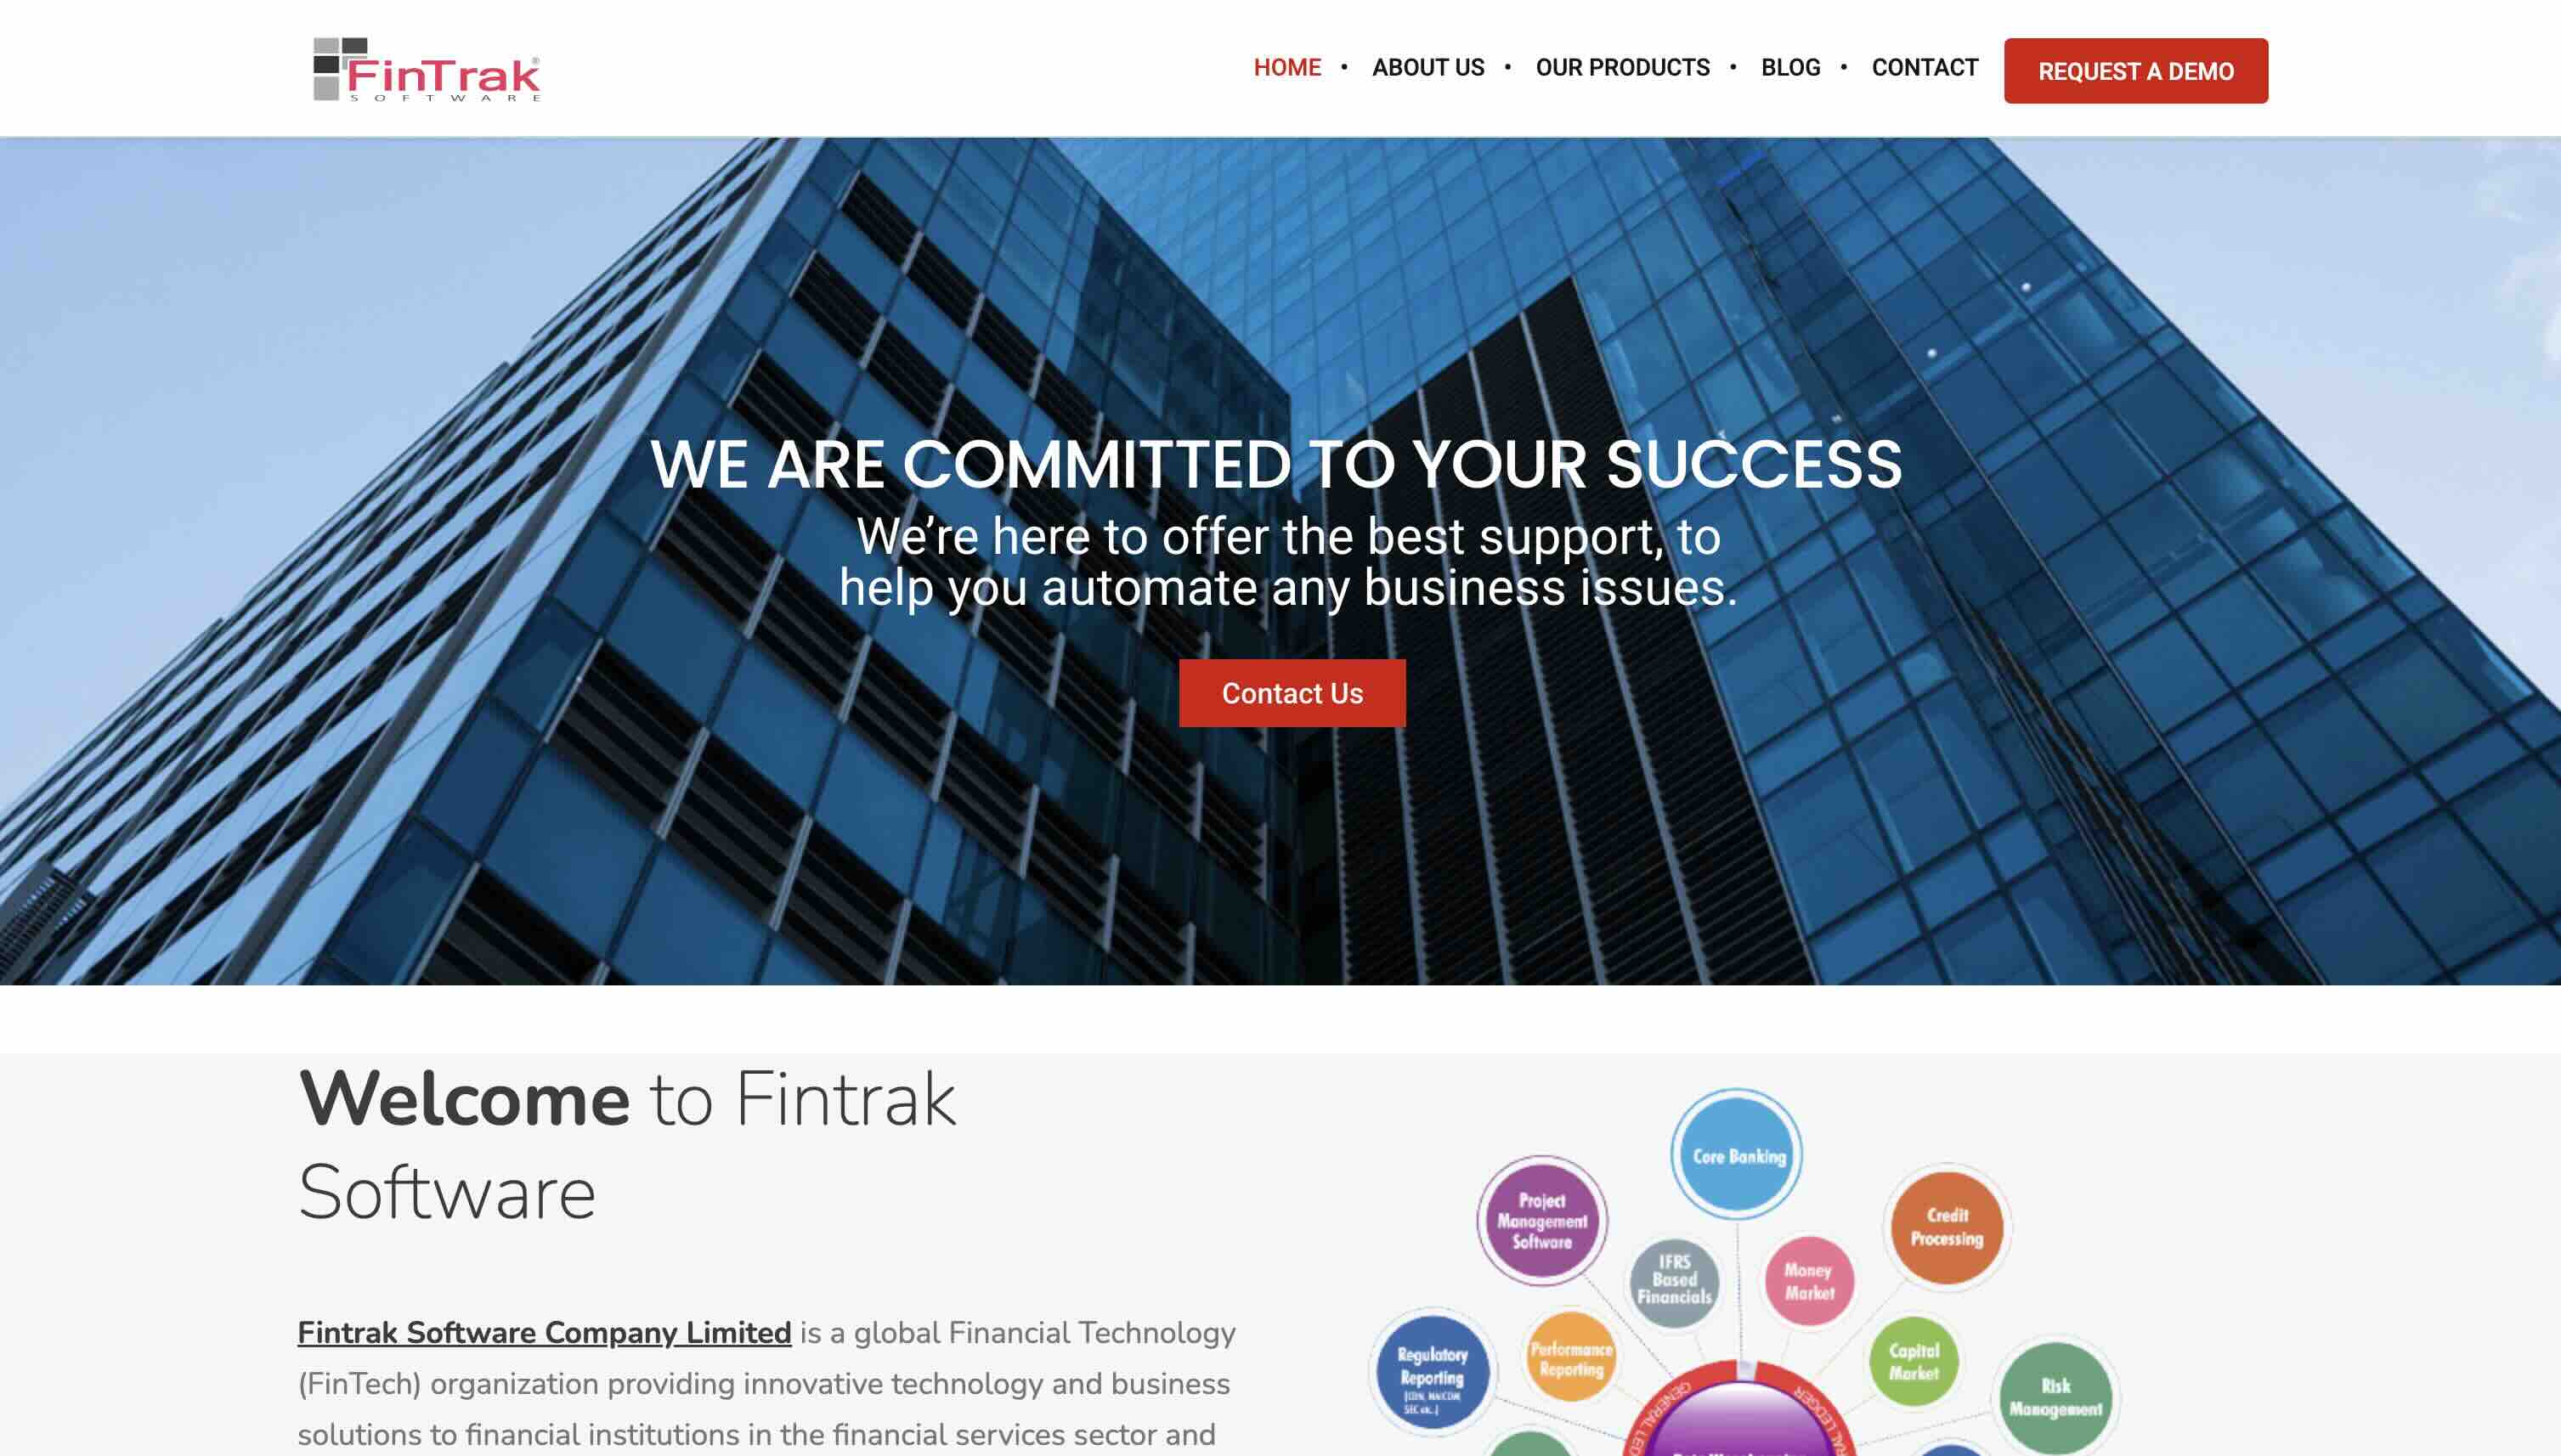 FinTrak®
SOFTWARE
HOME • ABOUT US • OUR PRODUCTS • BLOG • CONTACT
REQUEST A DEMO
WE ARE COMMITTED TO YOUR SUCCESS
We’re here to offer the best support, to
help you automate any business issues.
Contact Us
Welcome to Fintrak
Software
Fintrak Software Company Limited is a global Financial Technology
(FinTech) organization providing innovative technology and business
solutions to financial institutions in the financial services sector and
Core Banking
Project
Management
Software
Credit
Processing
IFRS
Based
Financials
Money
Market
Regulatory
Reporting
Performance
Reporting
Capital
Market
Risk
Management
GENERAL
LEDGER